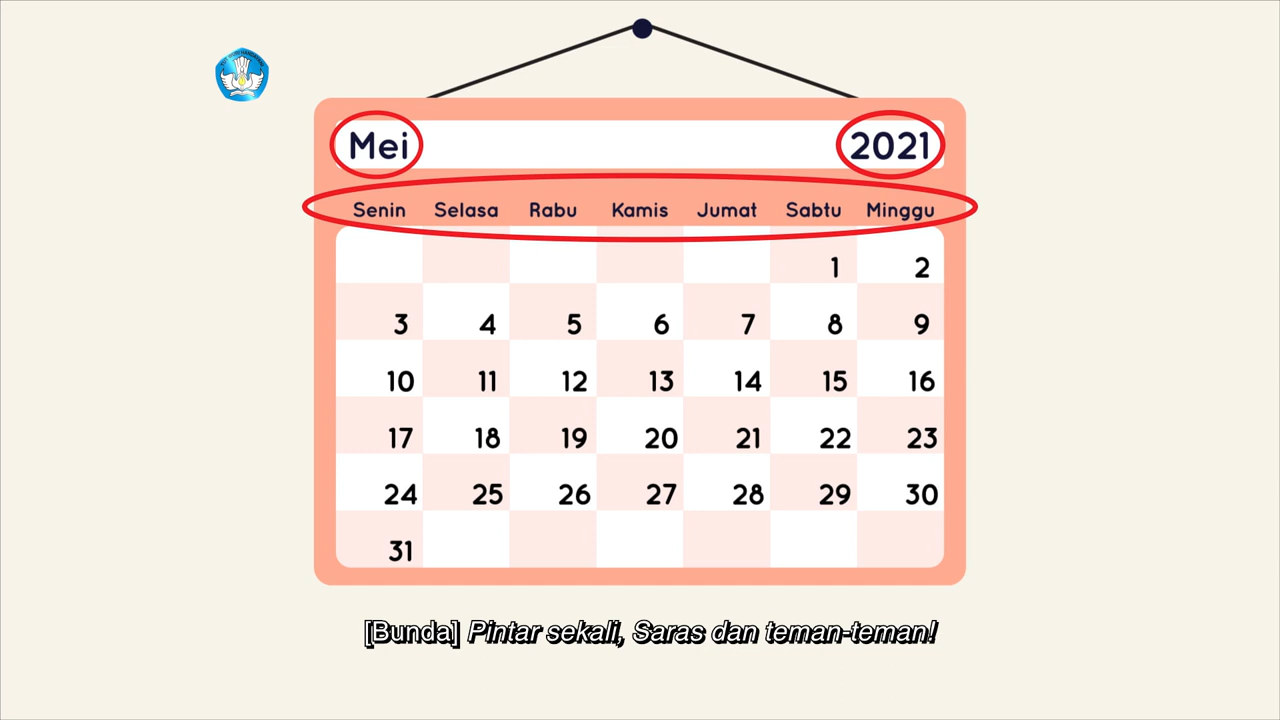 Mei 2021
Senin Selasa Rabu Kamis Jumat Sabtu Minggu
1 2
3 4 5 6 7 8 9
10 11 12 13 14 15 16
17 18 19 20 21 22 23
24 25 26 27 28 29 30
31
[Bunda] Pintar sekali, Saras dan teman-teman!